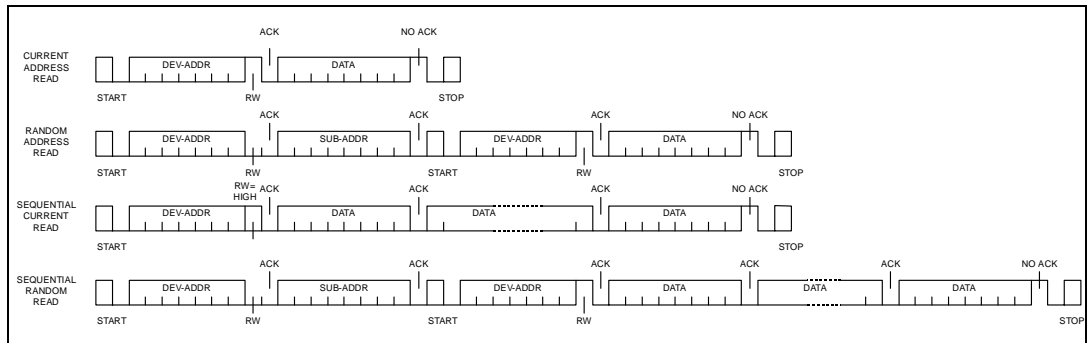 ACK NO ACK
CURRENT
ADDRESS
READ
DEV-ADDR DATA
START RW STOP
ACK ACK ACK NO ACK
RANDOM
ADDRESS
READ
DEV-ADDR SUB-ADDR DEV-ADDR DATA
START RW START RW STOP
RW=
HIGH
ACK ACK ACK NO ACK
SEQUENTIAL
CURRENT
READ
DEV-ADDR DATA DATA DATA
START STOP
ACK ACK ACK ACK ACK NO ACK
SEQUENTIAL
RANDOM
READ
DEV-ADDR SUB-ADDR DEV-ADDR DATA DATA DATA
START RW START RW STOP